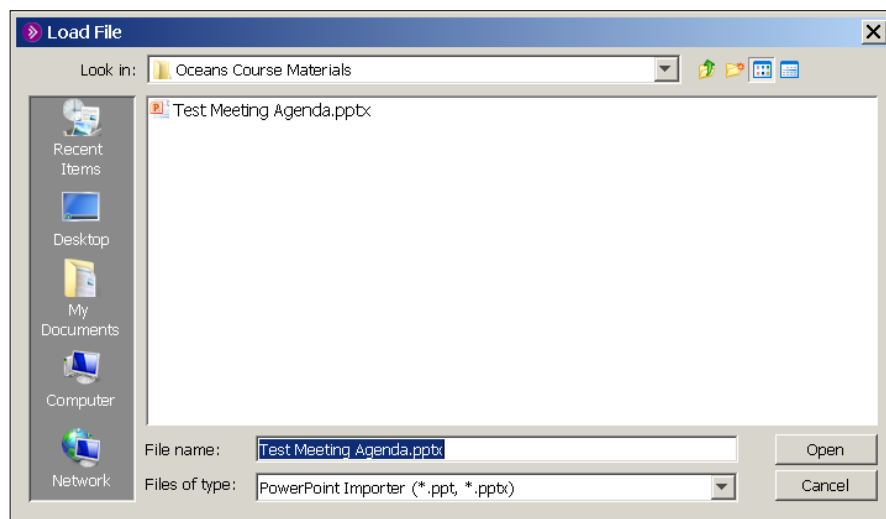 Load File
Look in:
Oceans Course Materials
Test Meeting Agenda.pptx
Recent
Items
Desktop
My
Documents
Computer
Network
File name:
Test Meeting Agenda.pptx
Open
Files of type:
PowerPoint Importer (*.ppt, *.pptx)
Cancel